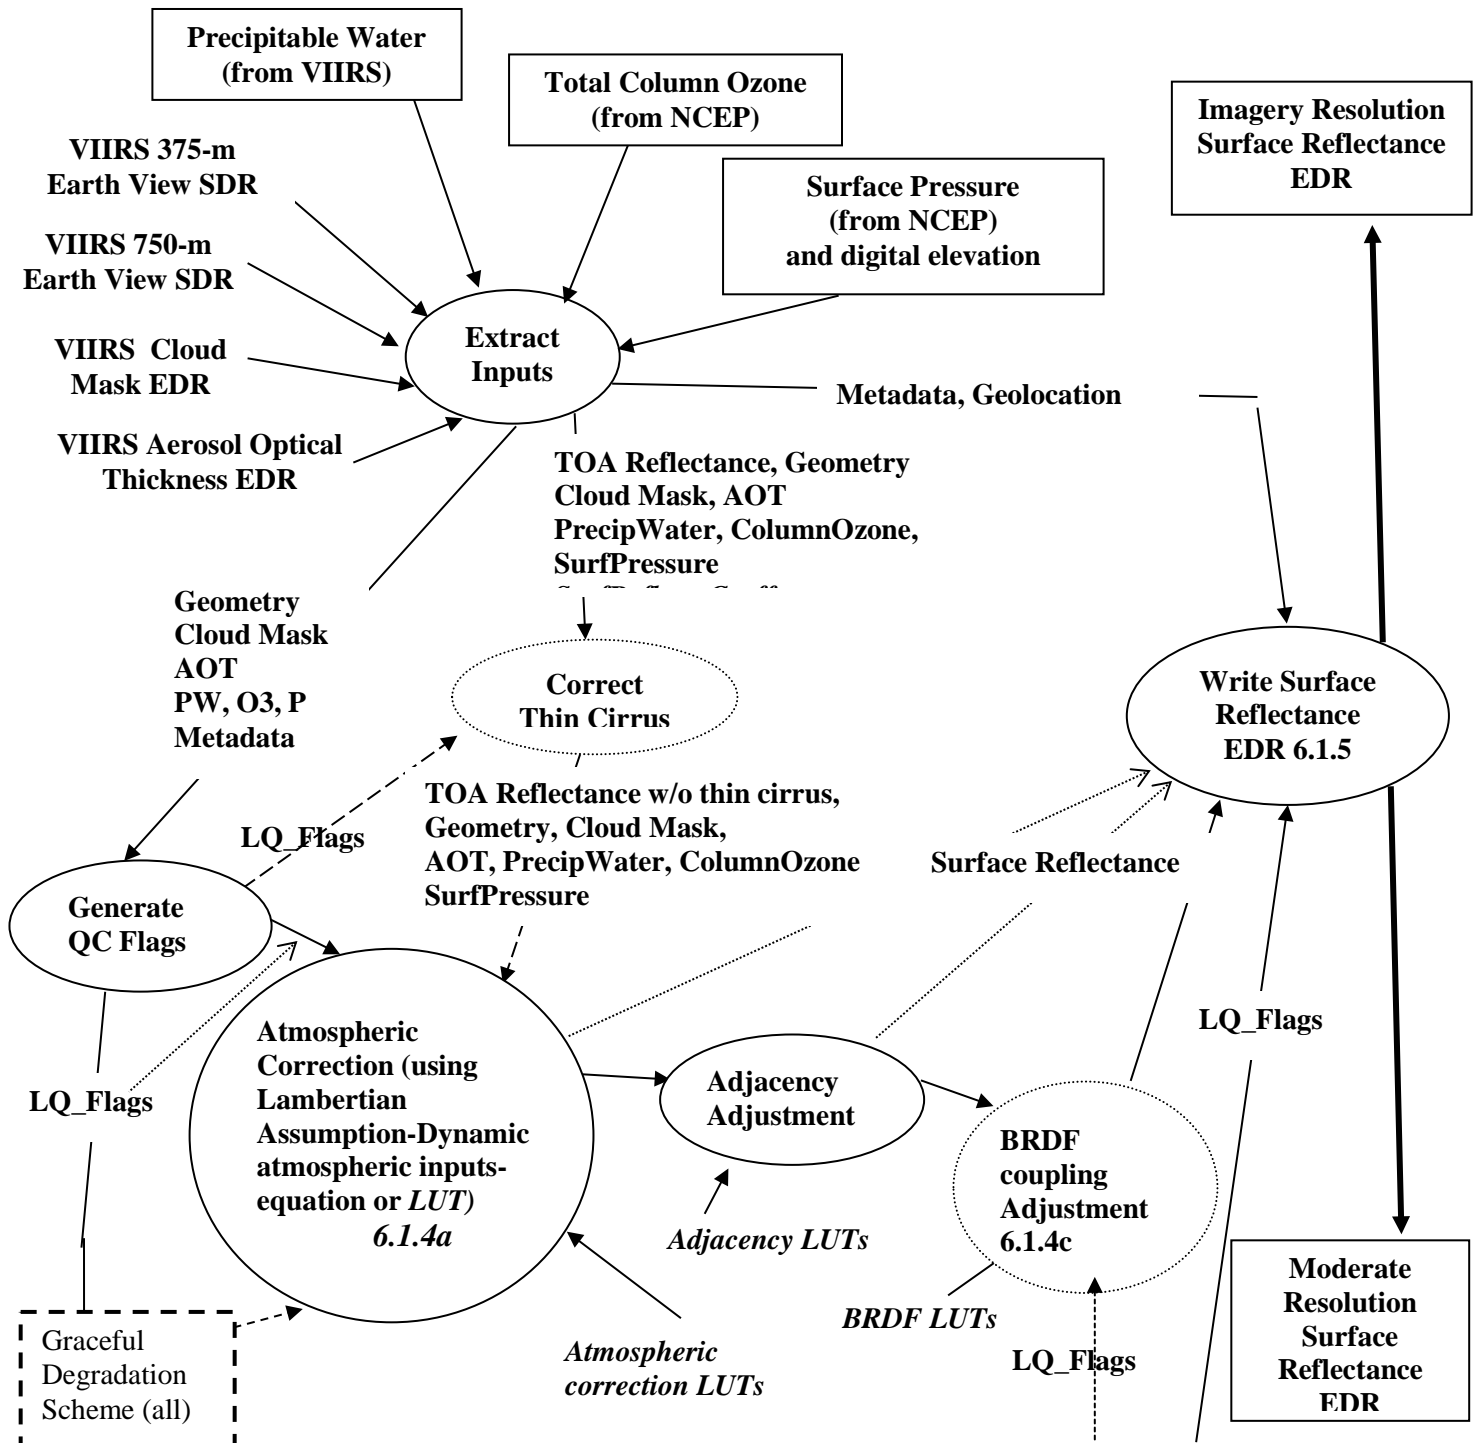 Precipitable Water
(from VIIRS)
Total Column Ozone
(from NCEP)
Imagery Resolution
Surface Reflectance
EDR
VIIRS 375-m
Earth View SDR
Surface Pressure
(from NCEP)
and digital elevation
VIIRS 750-m
Earth View SDR
Extract
Inputs
VIIRS Cloud
Mask EDR
Metadata, Geolocation
VIIRS Aerosol Optical
Thickness EDR
TOA Reflectance, Geometry
Cloud Mask, AOT
PrecipWater, ColumnOzone,
SurfPressure
Geometry
Cloud Mask
AOT
PW, O3, P
Metadata
Correct
Thin Cirrus
Write Surface
Reflectance
EDR 6.1.5
TOA Reflectance w/o thin cirrus,
Geometry, Cloud Mask,
AOT, PrecipWater, ColumnOzone
SurfPressure
LQ_Flags
Surface Reflectance
Generate
QC Flags
LQ_Flags
LQ_Flags
Atmospheric
Correction (using
Lambertian
Assumption-Dynamic
atmospheric inputs-
equation or LUT)
6.1.4a
Adjacency
Adjustment
BRDF
coupling
Adjustment
6.1.4c
Adjacency LUTs
BRDF LUTs
Atmospheric
correction LUTs
LQ_Flags
Moderate
Resolution
Surface
Reflectance
EDR
Graceful
Degradation
Scheme (all)